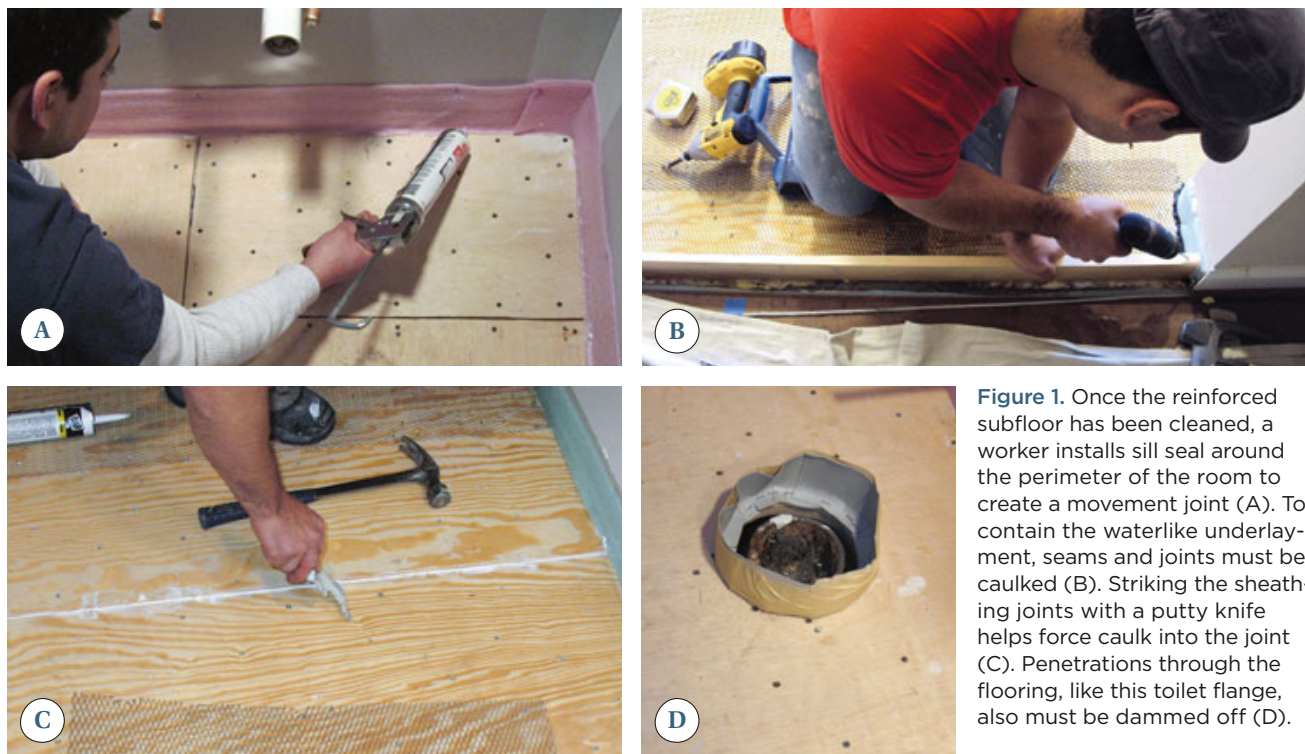 A
B
C
D
Figure 1. Once the reinforced
subfloor has been cleaned, a
worker installs sill seal around
the perimeter of the room to
create a movement joint (A). To
contain the waterlike underlay-
ment, seams and joints must be
caulked (B). Striking the sheath-
ing joints with a putty knife
helps force caulk into the joint
(C). Penetrations through the
flooring, like this toilet flange,
also must be dammed off (D).